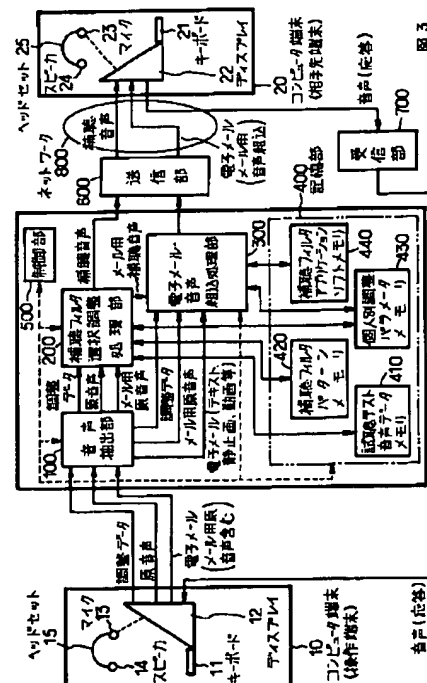 ヘッドセット
15
マイク
13
14
スピーカ
11
キーボード
12
ディスプレイ
10
コンピュータ端末
(操作端末)
調整データ
原音声
電子メール
(メール用原
音声含む)
音声(応答)
100
音声
抽出部
調整
データ
原音声
メール用
原音声
調整データ
メール用原音声
電子メール(テキスト
静止画,動画等)
500
制御部
200
補聴フィルタ
選択調整
処理部
補聴音声
メール用
補聴音声
300
電子メール・
音声
組込処理部
400
記憶部
420
補聴フィルタ
パターン
メモリ
440
補聴フィルタ
アプリケーション
ソフトメモリ
410
試聴テスト
音声データ
メモリ
430
個人別調整
パラメータ
メモリ
600
送信部
ネットワーク
800
補聴音声
電子メール
(メール用
音声組込)
ヘッドセット
25
スピーカ
24
マイク
23
21
キーボード
22
ディスプレイ
20
コンピュータ端末
(相手先端末)
音声(応答)
700
受信部
図3